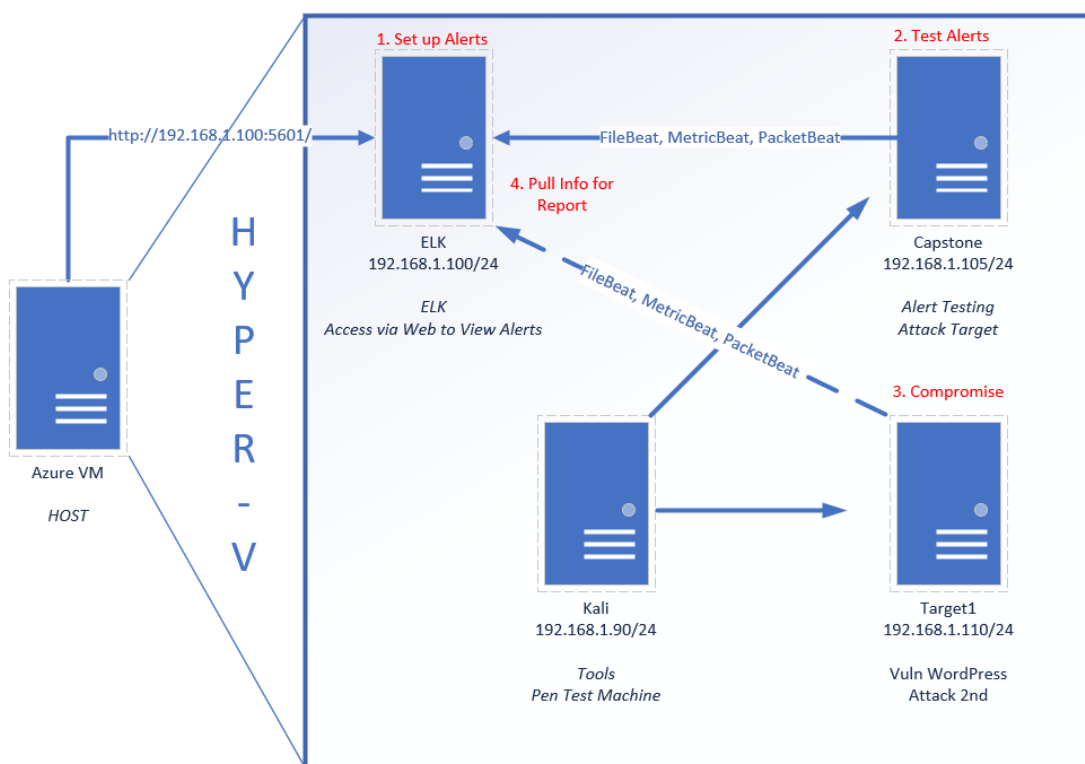 1. Set up Alerts
2. Test Alerts
http://192.168.1.100:5601/
FileBeat, MetricBeat, PacketBeat
4. Pull Info for
Report
HYPER-V
ELK
192.168.1.100/24
ELK
Access via Web to View Alerts
Capstone
192.168.1.105/24
Alert Testing
Attack Target
FileBeat, MetricBeat, PacketBeat
3. Compromise
Azure VM
HOST
Kali
192.168.1.90/24
Tools
Pen Test Machine
Target1
192.168.1.110/24
Vuln WordPress
Attack 2nd